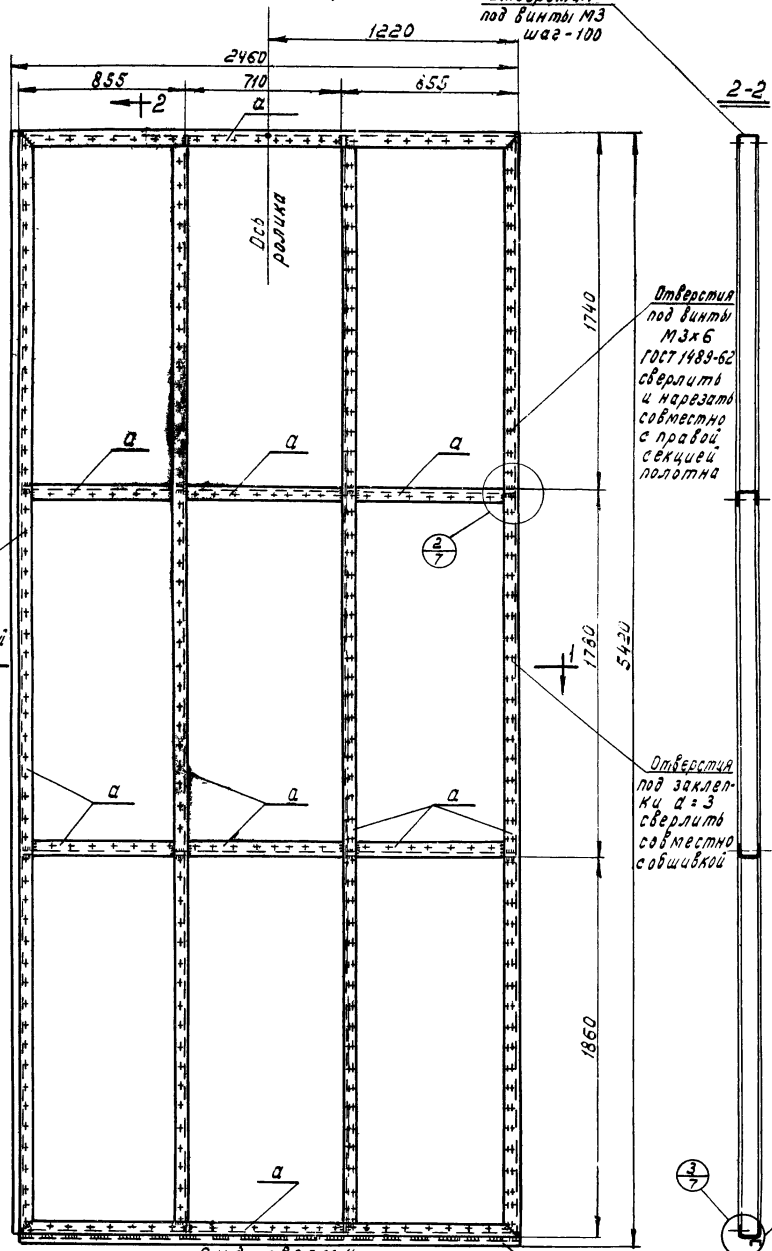 под винты М3
шаг-100
1220
2460
855
710
655
2
2-2
а
Ось
ролика
1740
Отверстия
под винты
М3×6
ГОСТ 1489-62
сверлить
и нарезать
совместно
с правой
секцией
полотна
а
а
а
2
7
1780
5420
1
Отверстия
под заклеп-
ки d=3
сверлить
совместно
с обшивкой
а
а
а
1860
а
3
7